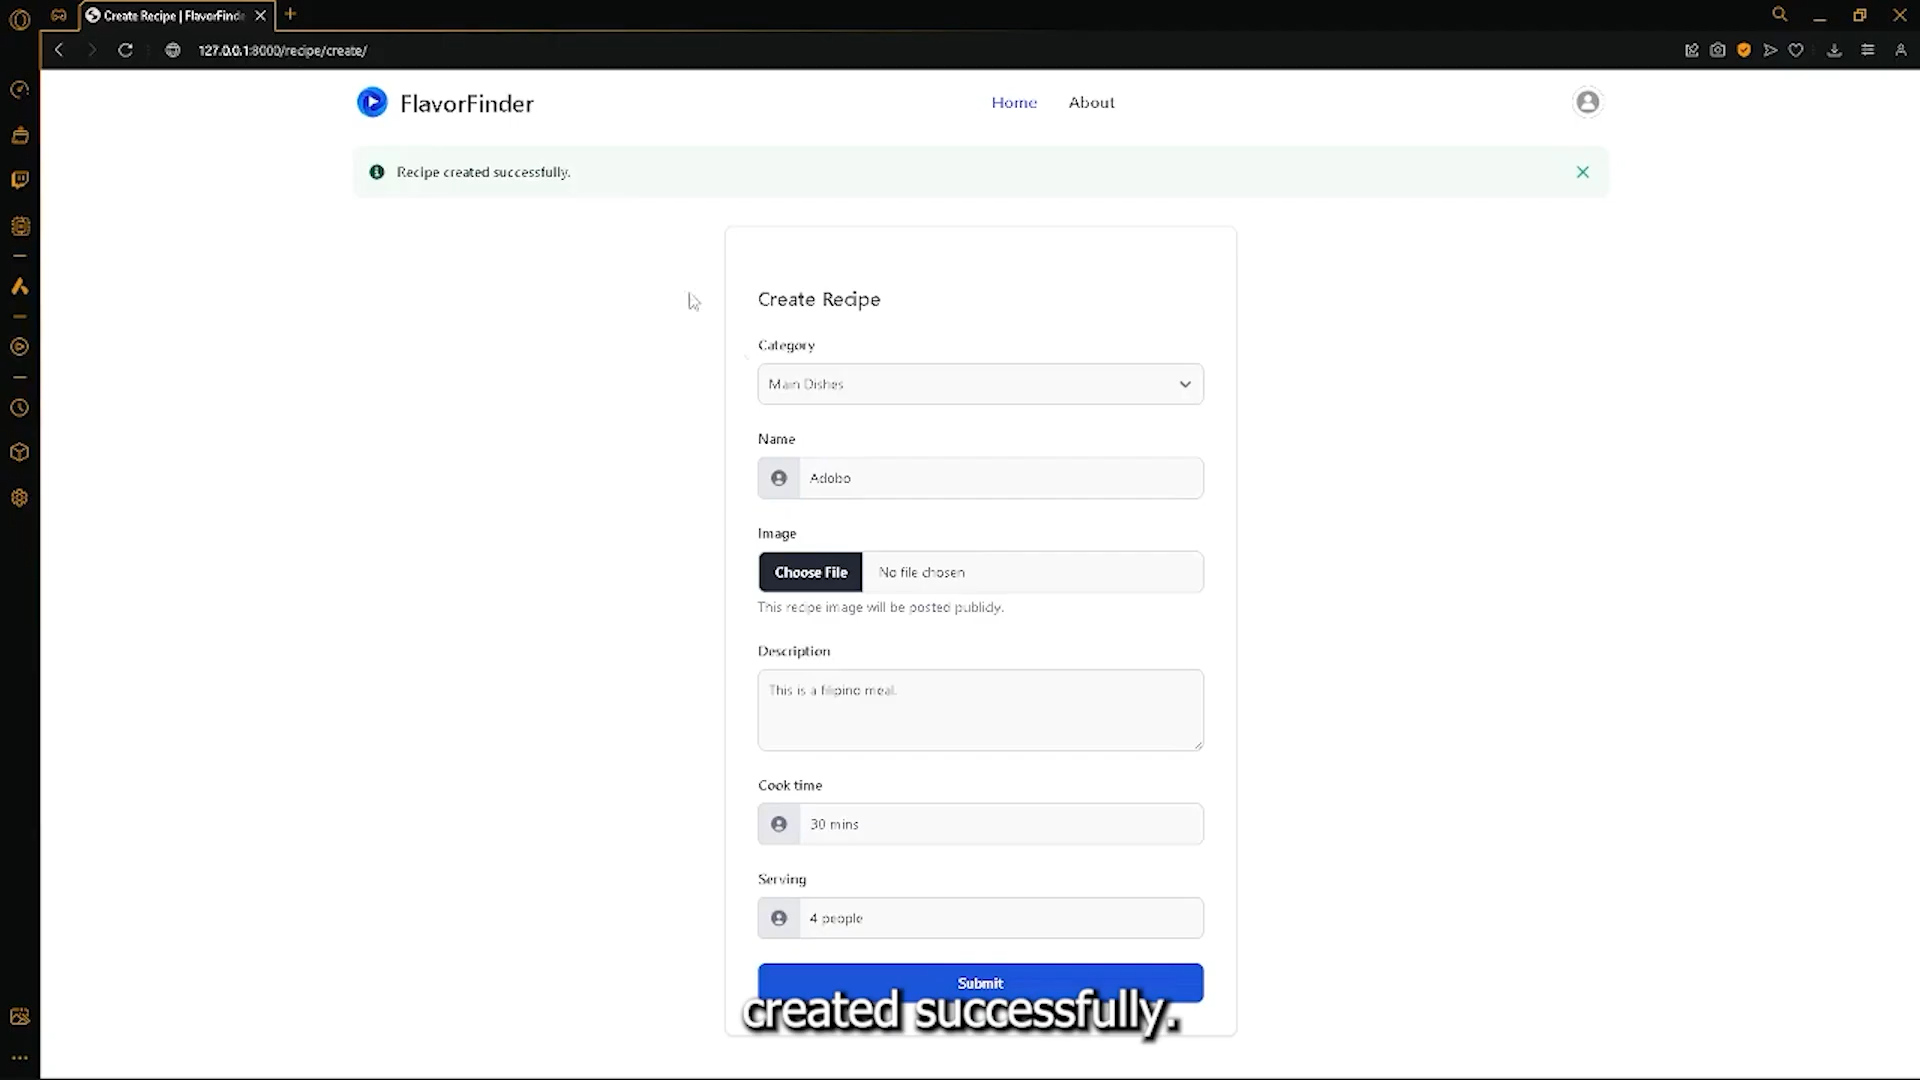 Create Recipe | FlavorFinde
127.0.0.1:8000/recipe/create/
FlavorFinder
Home
About
Recipe created successfully.
Create Recipe
Category
Main Dishes
Name
Adobo
Image
Choose File
No file chosen
This recipe image will be posted publicly.
Description
This is a filipino meal.
Cook time
30 mins
Serving
4 people
Submit
created successfully.